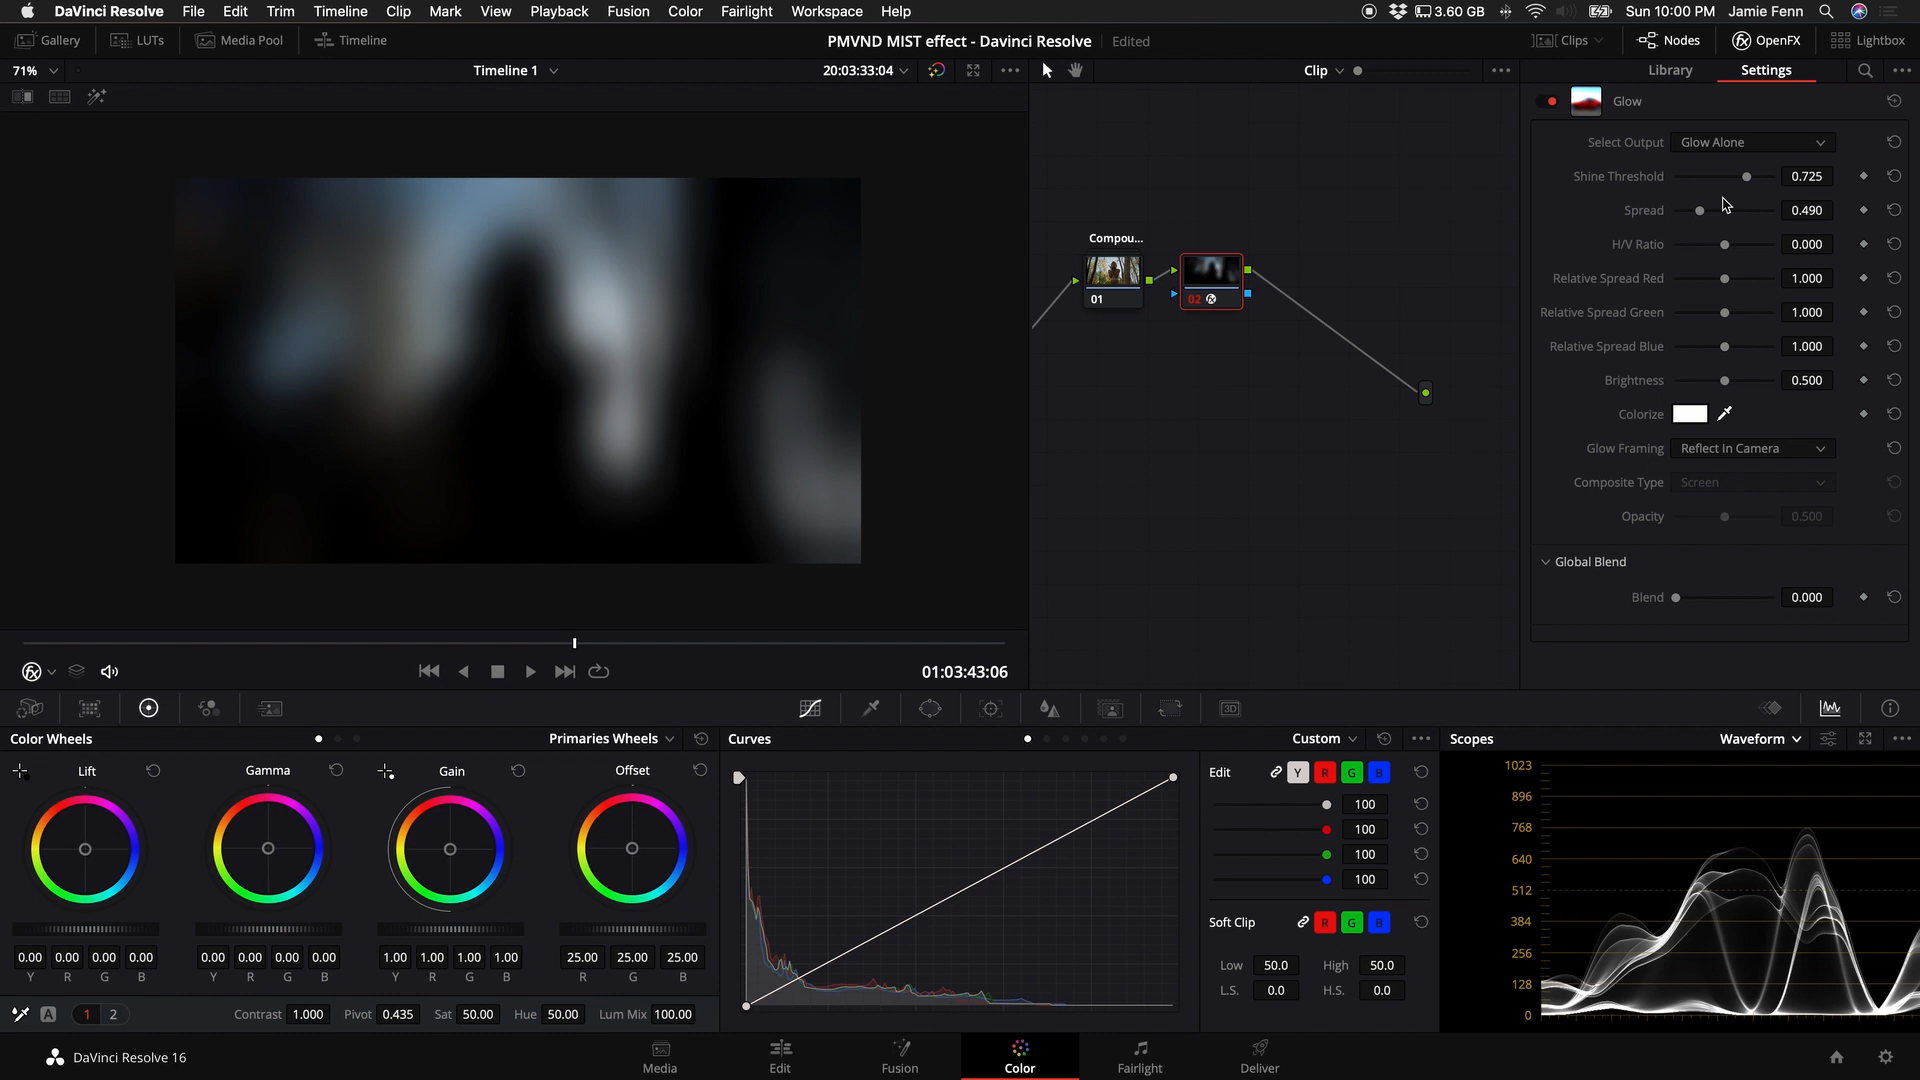 DaVinci Resolve File Edit Trim Timeline Clip Mark View Playback Fusion Color Fairlight Workspace Help 3.60 GB Sun 10:00 PM Jamie Fenn
Gallery LUTs Media Pool Timeline PMVND MIST effect - Davinci Resolve Edited Clips Nodes OpenFX Lightbox
71% Timeline 1 20:03:33:04 Clip Library Settings
Glow
Select Output Glow Alone
Shine Threshold 0.725
Spread 0.490
H/V Ratio 0.000
Relative Spread Red 1.000
Relative Spread Green 1.000
Relative Spread Blue 1.000
Brightness 0.500
Colorize
Glow Framing Reflect In Camera
Composite Type Screen
Opacity 0.500
Global Blend
Blend 0.000
Compou...
01 02
01:03:43:06
3D
Color Wheels Primaries Wheels Curves Custom Scopes Waveform
Lift Gamma Gain Offset
0.00 0.00 0.00 0.00 0.00 0.00 0.00 0.00 1.00 1.00 1.00 1.00 25.00 25.00 25.00
Y R G B Y R G B Y R G B R G B
A 1 2 Contrast 1.000 Pivot 0.435 Sat 50.00 Hue 50.00 Lum Mix 100.00
Edit Y R G B
100
100
100
100
Soft Clip R G B
Low 50.0 High 50.0
L.S. 0.0 H.S. 0.0
1023
896
768
640
512
384
256
128
0
DaVinci Resolve 16 Media Edit Fusion Color Fairlight Deliver